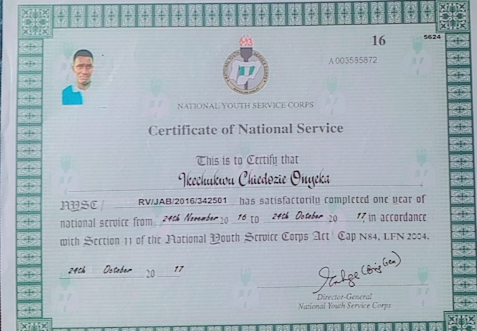 16
5624
A 003585872
NATIONAL YOUTH SERVICE CORPS
Certificate of National Service
This is to Certify that
Ikechukwu Chiedozie Onyeka
NYSC/ RV/JAB/2016/342501 has satisfactorily completed one year of
national service from 24th November 20 16 to 24th October 20 17 in accordance
with Section 11 of the National Youth Service Corps Act Cap N84, LFN 2004.
24th October 20 17
Director-General
National Youth Service Corps